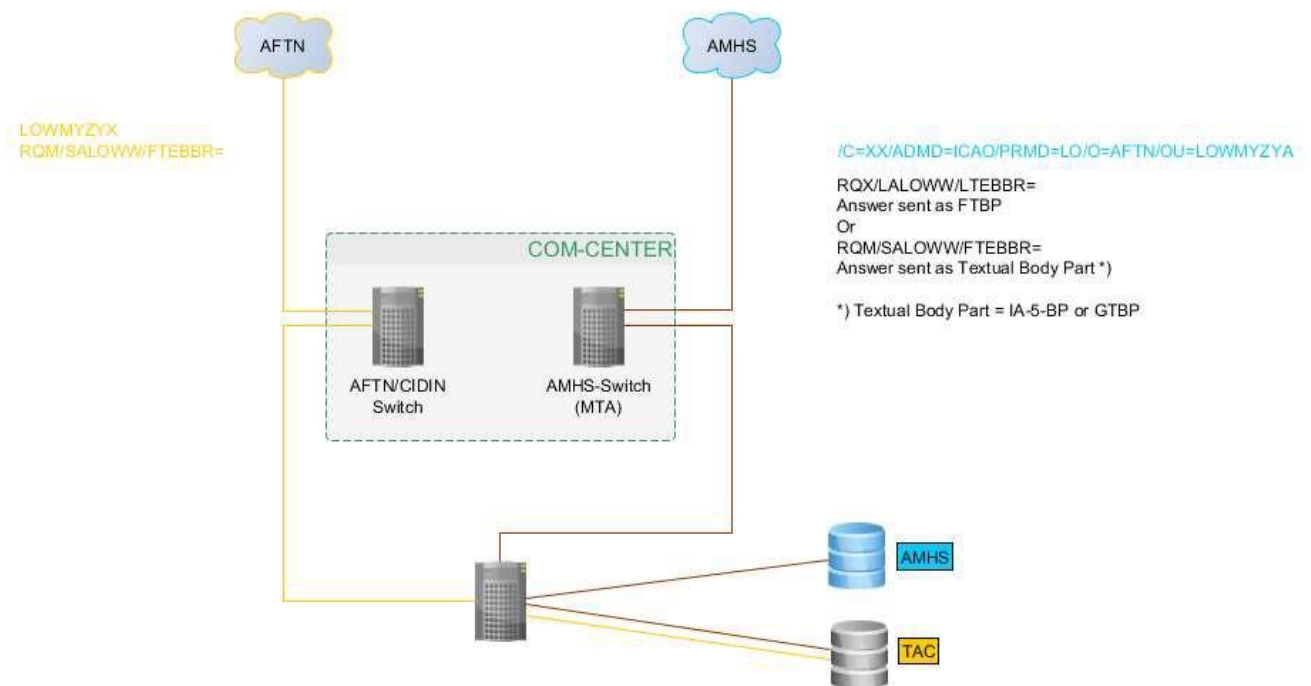 AFTN
AMHS
LOWMYZYX
RQM/SALOWW/FTEBBR=
/C=XX/ADMD=ICAO/PRMD=LO/O=AFTN/OU=LOWMYZYA
RQX/LALOWW/LTEBBR=
Answer sent as FTBP
Or
RQM/SALOWW/FTEBBR=
Answer sent as Textual Body Part *)
*) Textual Body Part = IA-5-BP or GTBP
COM-CENTER
AFTN/CIDIN
Switch
AMHS-Switch
(MTA)
AMHS
TAC